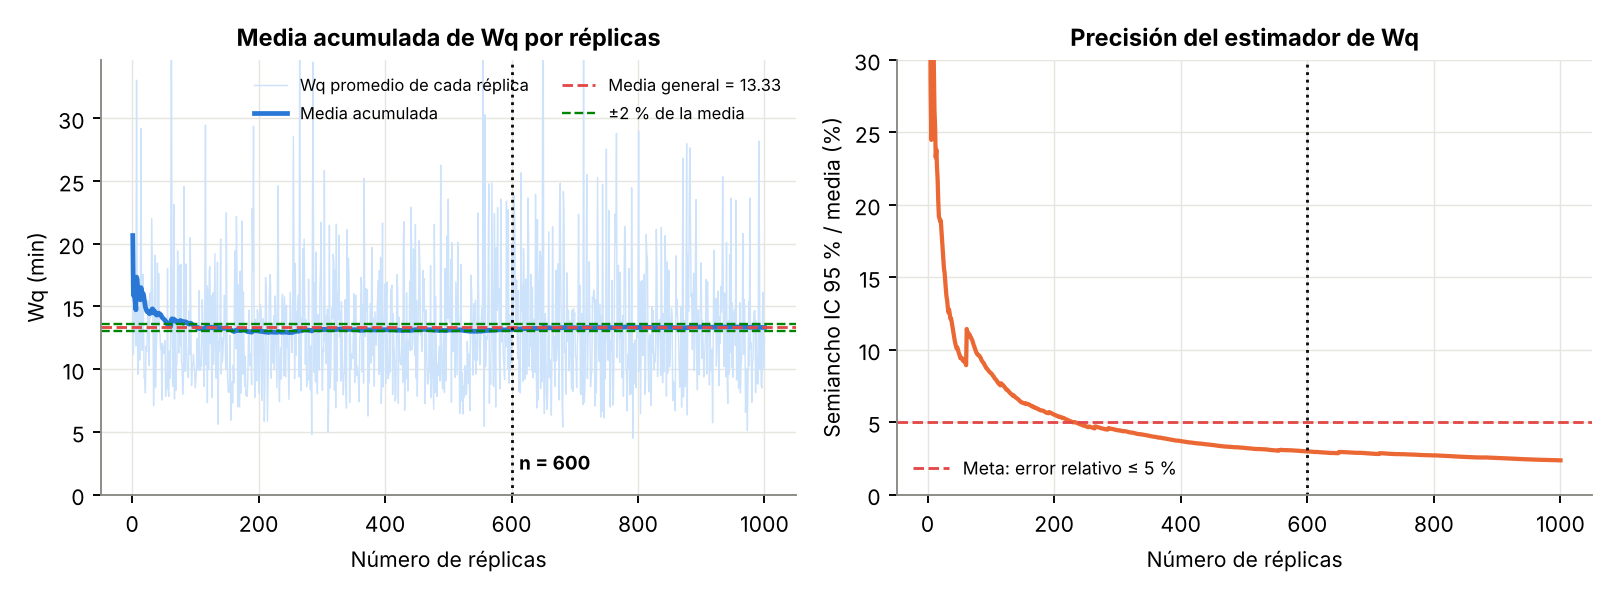 Media acumulada de Wq por réplicas
Wq promedio de cada réplica
Media acumulada
Media general = 13.33
±2 % de la media
30
25
20
15
10
5
0
Wq (min)
n = 600
0 200 400 600 800 1000
Número de réplicas
Precisión del estimador de Wq
30
25
20
15
10
5
0
Semiancho IC 95 % / media (%)
Meta: error relativo ≤ 5 %
0 200 400 600 800 1000
Número de réplicas